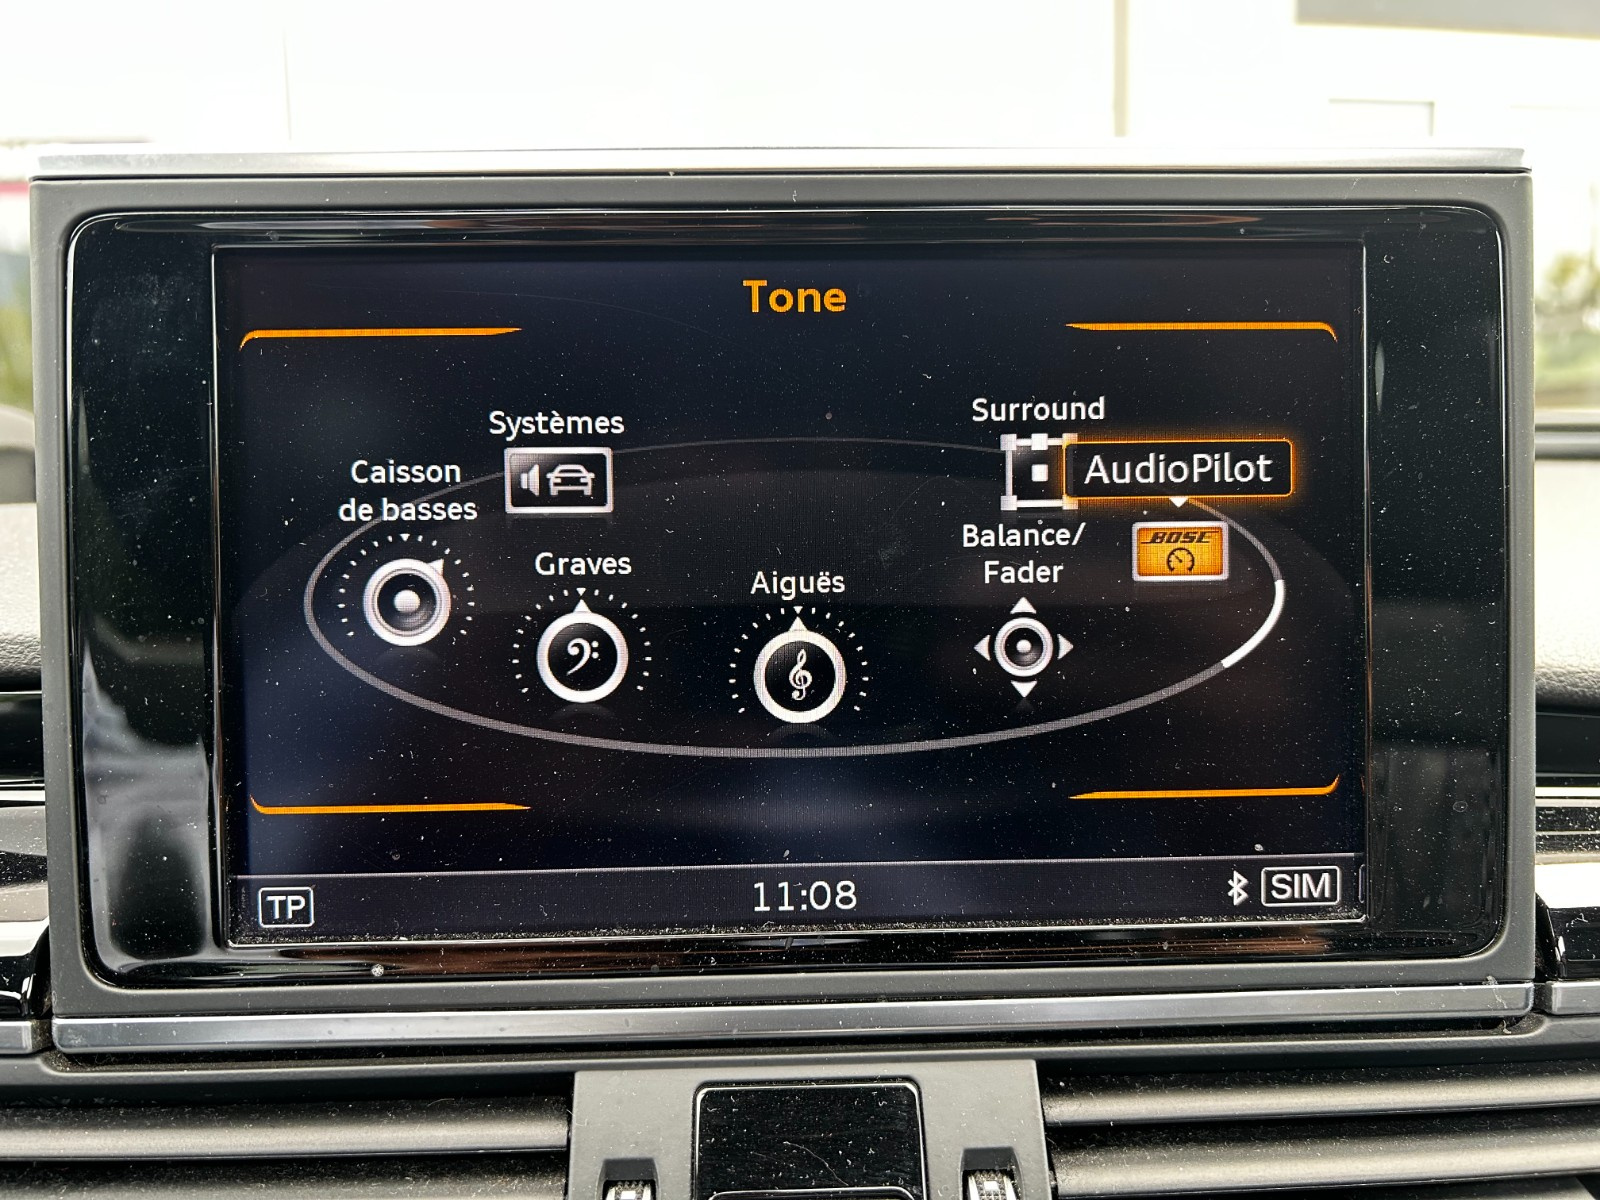 Tone
Systèmes
Surround
Caisson
de basses
AudioPilot
Graves
Aiguës
Balance/
Fader
BOSE
TP
11:08
SIM